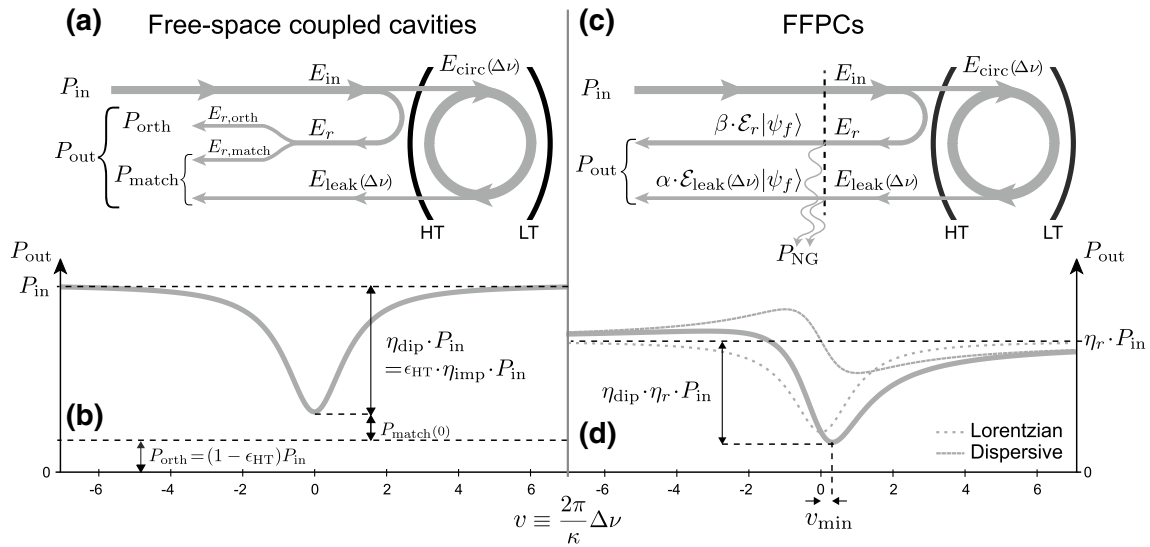 (a) Free-space coupled cavities
P_in
E_in
E_circ(Δν)
P_out
P_orth
E_r,orth
E_r
P_match
E_r,match
E_leak(Δν)
HT
LT
(c) FFPCs
P_in
E_in
E_circ(Δν)
P_out
β·ℰ_r|ψ_f⟩
E_r
α·ℰ_leak(Δν)|ψ_f⟩
E_leak(Δν)
P_NG
HT
LT
(b)
P_out
P_in
η_dip·P_in
=ϵ_HT·η_imp·P_in
P_match(0)
P_orth=(1-ϵ_HT)P_in
0
-6 -4 -2 0 2 4 6
(d)
P_out
η_r·P_in
η_dip·η_r·P_in
Lorentzian
Dispersive
0
-6 -4 -2 0 2 4 6
v_min
v ≡ 2π/κ Δν